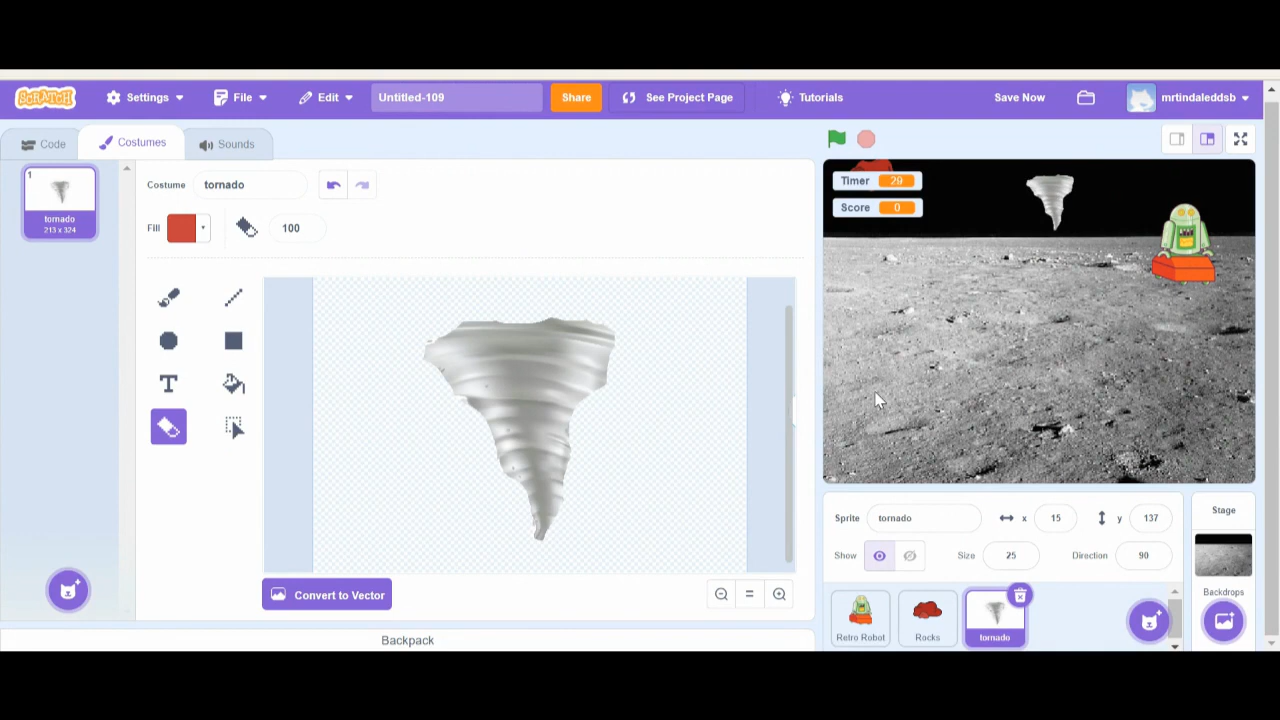 SCRATCH
Settings
File
Edit
Untitled-109
Share
See Project Page
Tutorials
Save Now
mrtindaleddsb
Code
Costumes
Sounds
1
tornado
213 x 324
Costume
tornado
Fill
100
T
Convert to Vector
Backpack
Timer 29
Score 0
Sprite tornado
x 15
y 137
Show
Size 25
Direction 90
Retro Robot
Rocks
tornado
Stage
Backdrops